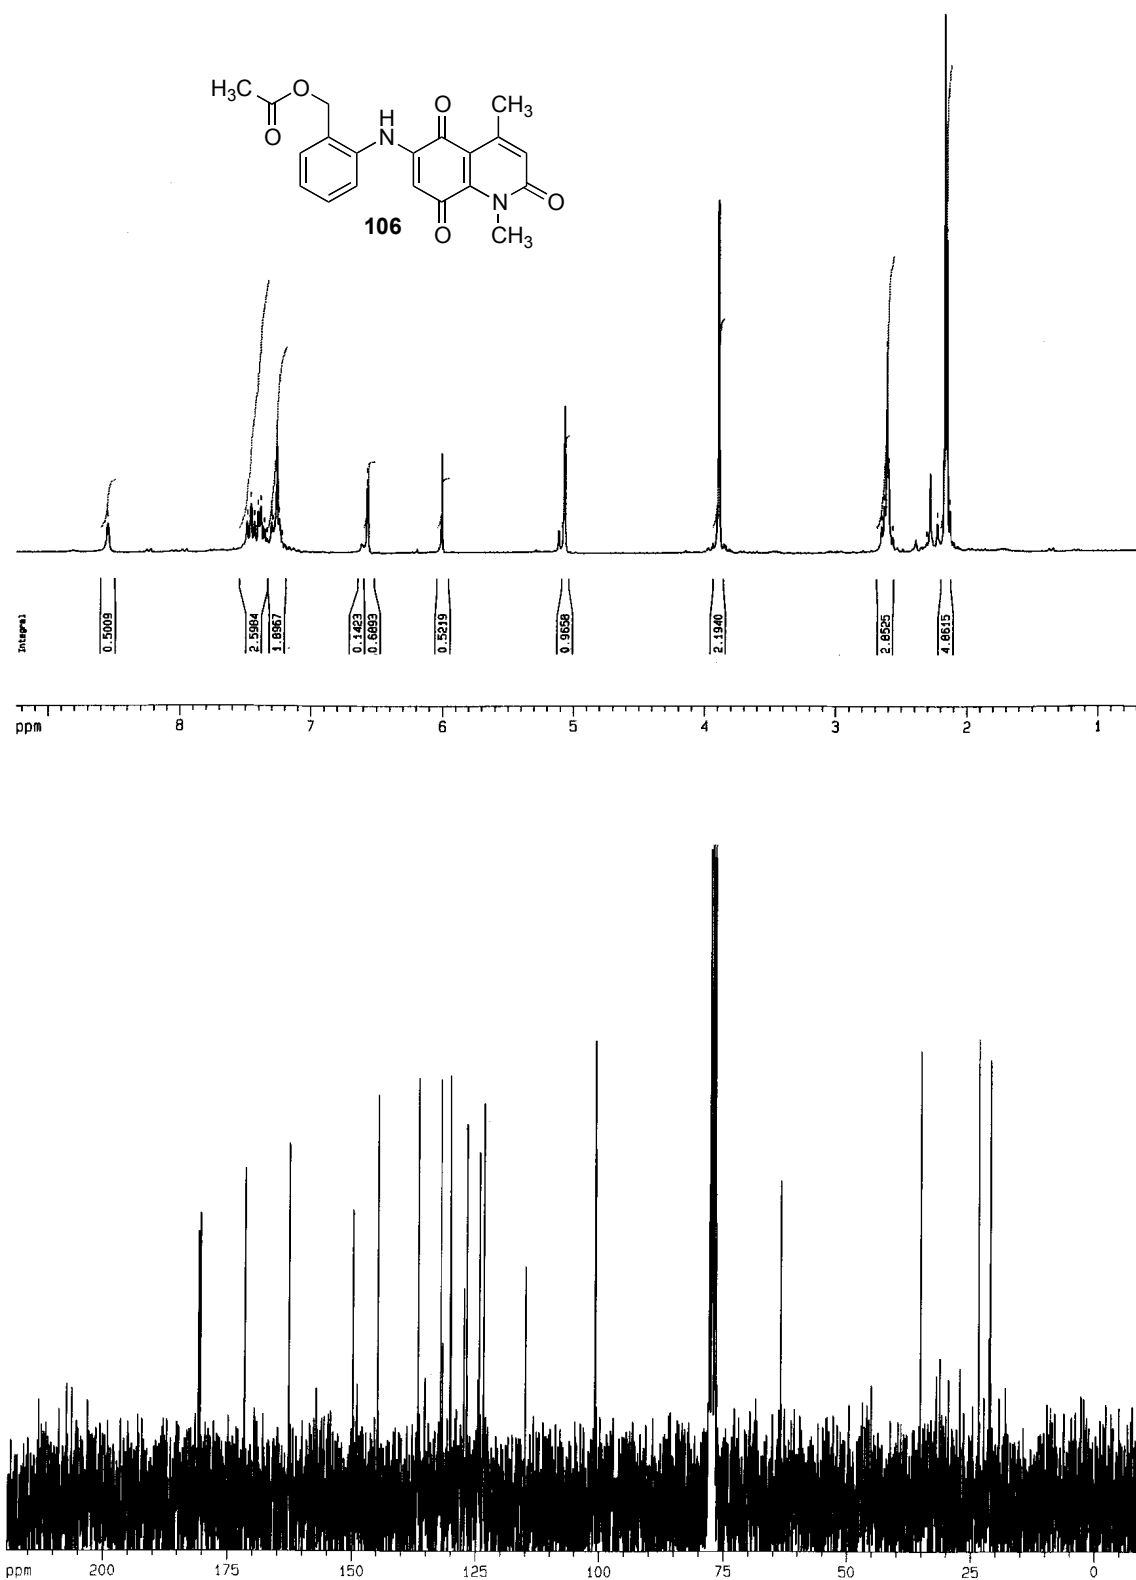 H₃C
O
O
H
N
O
CH₃
N
O
O
CH₃
106
Integral
0.5009
2.5984
1.8967
0.1423
0.6893
0.5219
0.9658
2.1940
2.8525
4.8615
ppm 8 7 6 5 4 3 2 1
ppm 200 175 150 125 100 75 50 25 0